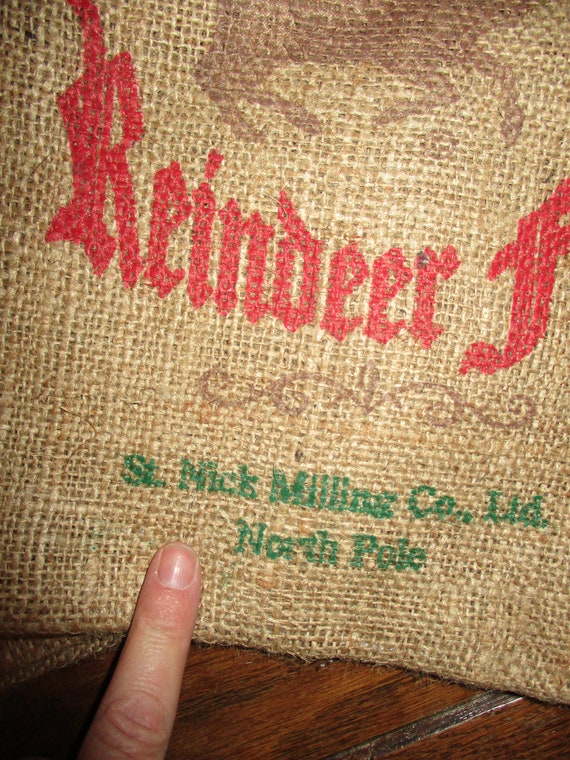 Reindeer
St. Nick Milling Co., Ltd.
North Pole